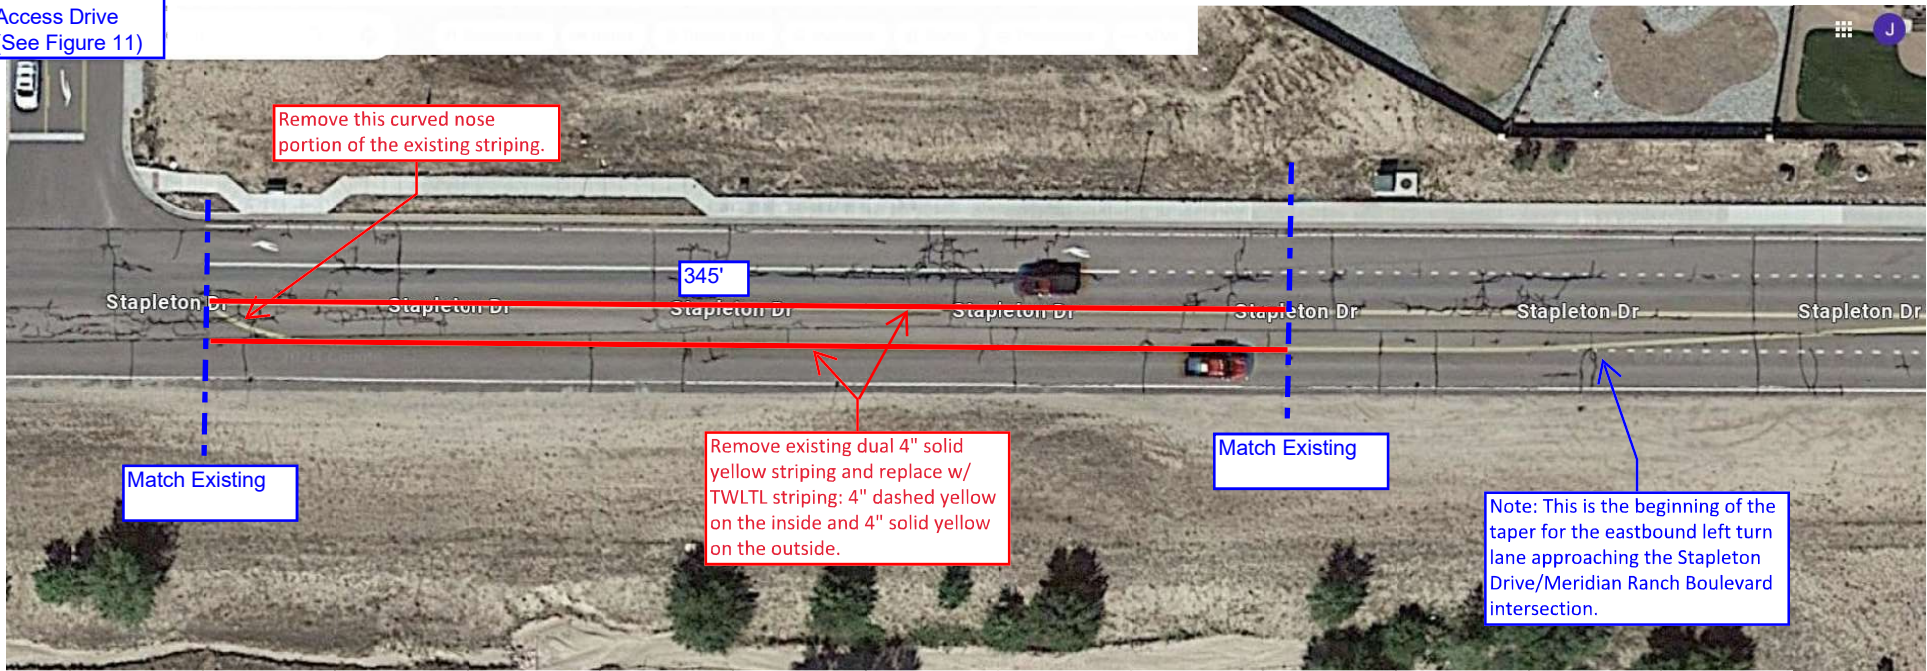 Access Drive
(See Figure 11)
J
Remove this curved nose
portion of the existing striping.
345'
Stapleton Dr
Stapleton Dr
Stapleton Dr
Stapleton Dr
Stapleton Dr
Stapleton Dr
Stapleton Dr
Match Existing
Remove existing dual 4" solid
yellow striping and replace w/
TWLTL striping: 4" dashed yellow
on the inside and 4" solid yellow
on the outside.
Match Existing
Note: This is the beginning of the
taper for the eastbound left turn
lane approaching the Stapleton
Drive/Meridian Ranch Boulevard
intersection.